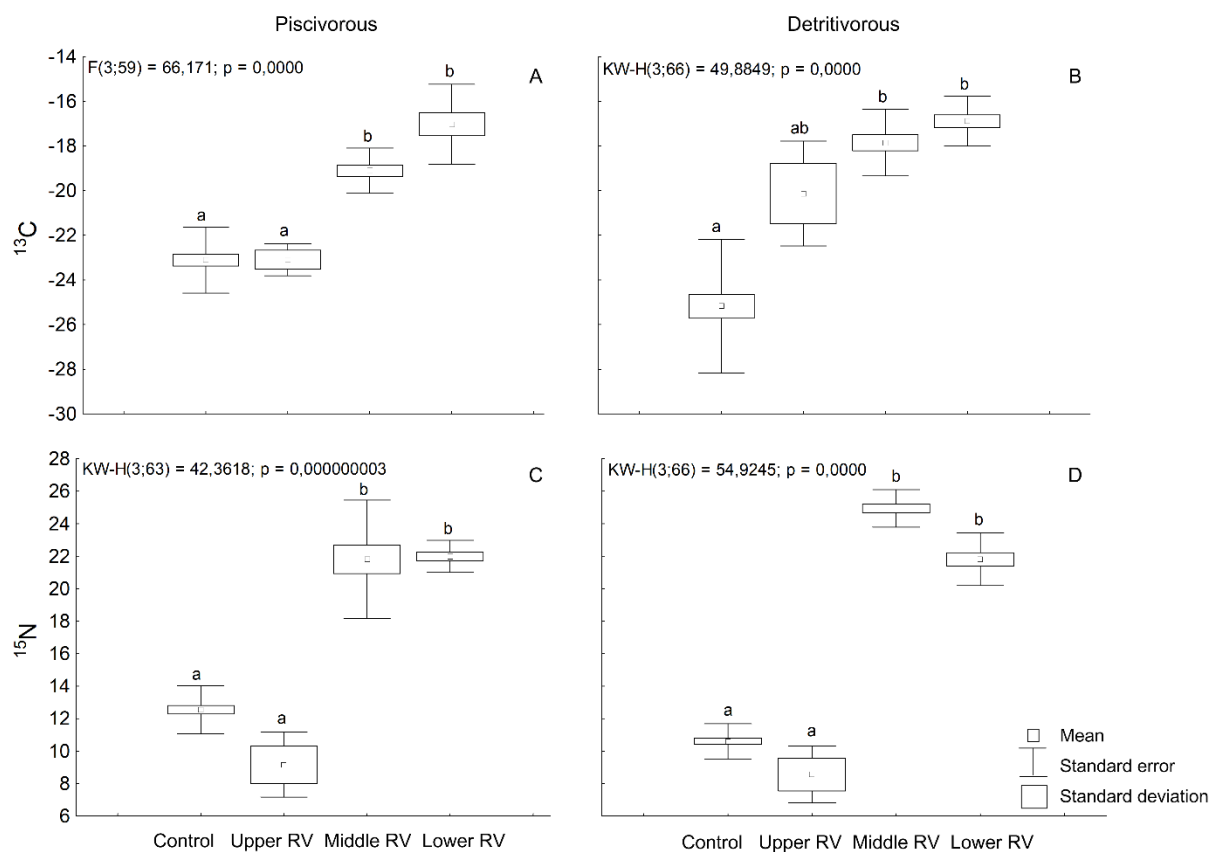 Piscivorous
Detritivorous
F(3;59) = 66,171; p = 0,0000
A
KW-H(3;66) = 49,8849; p = 0,0000
B
-14
-16
-18
-20
-22
-24
-26
-28
-30
13C
a
a
b
b
a
ab
b
b
KW-H(3;63) = 42,3618; p = 0,000000003
C
KW-H(3;66) = 54,9245; p = 0,0000
D
28
26
24
22
20
18
16
14
12
10
8
6
15N
a
a
b
b
a
a
b
b
Mean
Standard error
Standard deviation
Control Upper RV Middle RV Lower RV
Control Upper RV Middle RV Lower RV